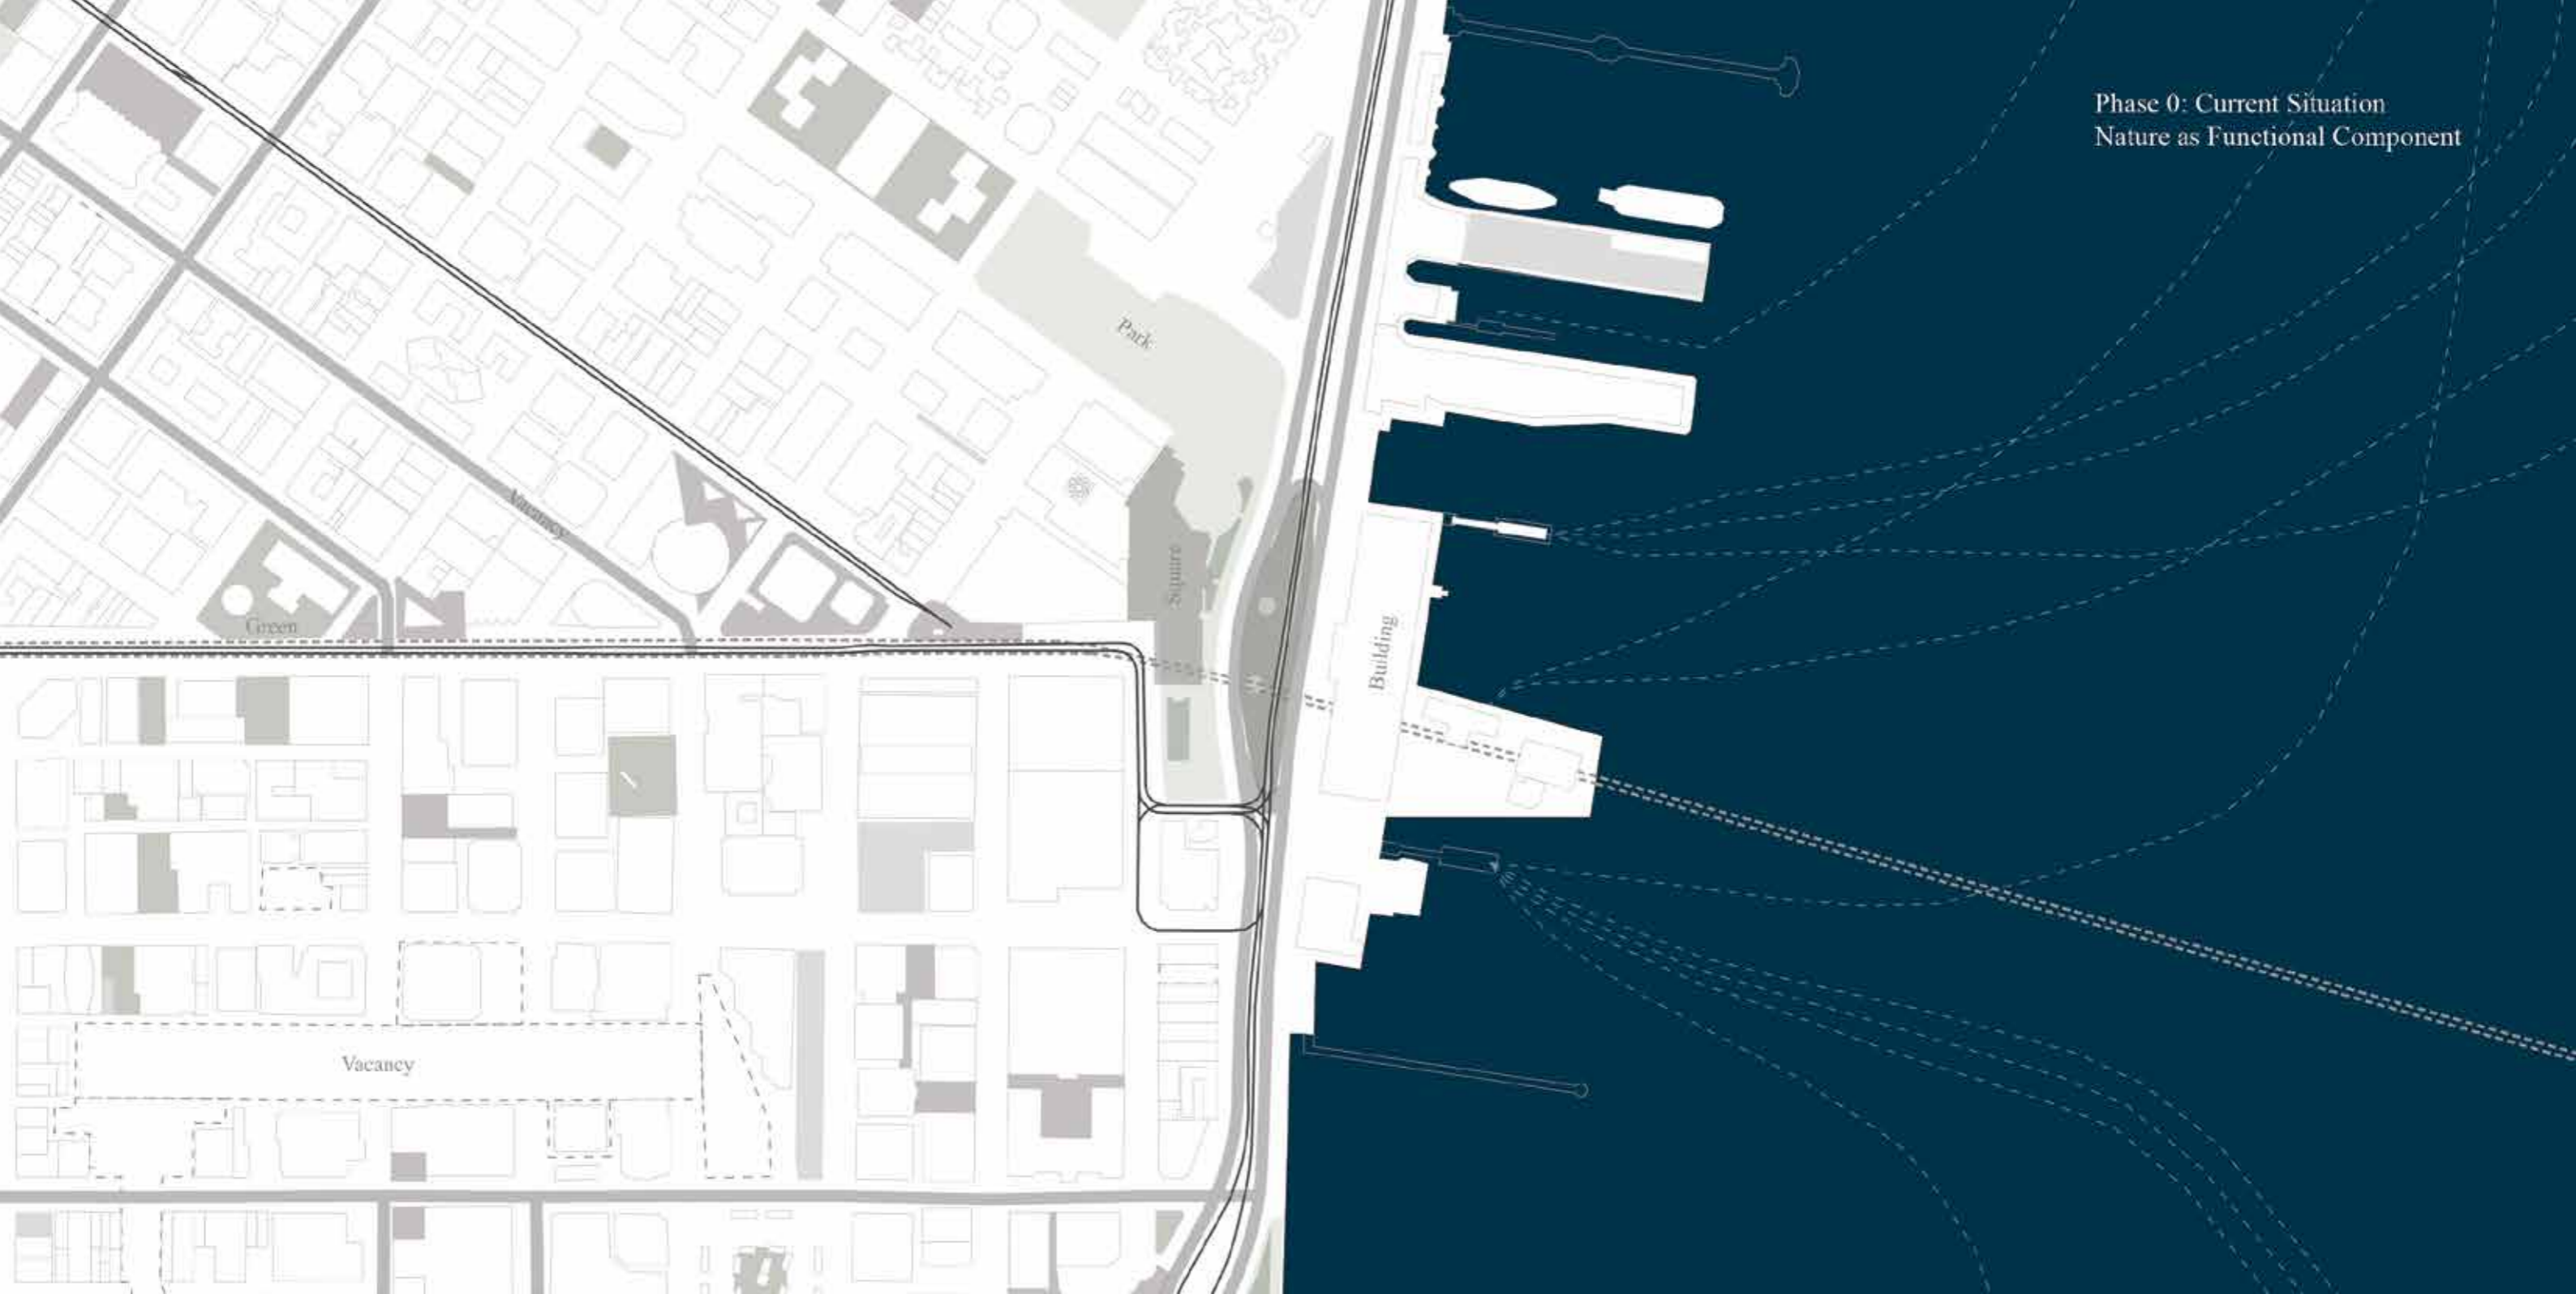 Phase 0: Current Situation
Nature as Functional Component
Park
Vacancy
Square
Green
Building
Vacancy